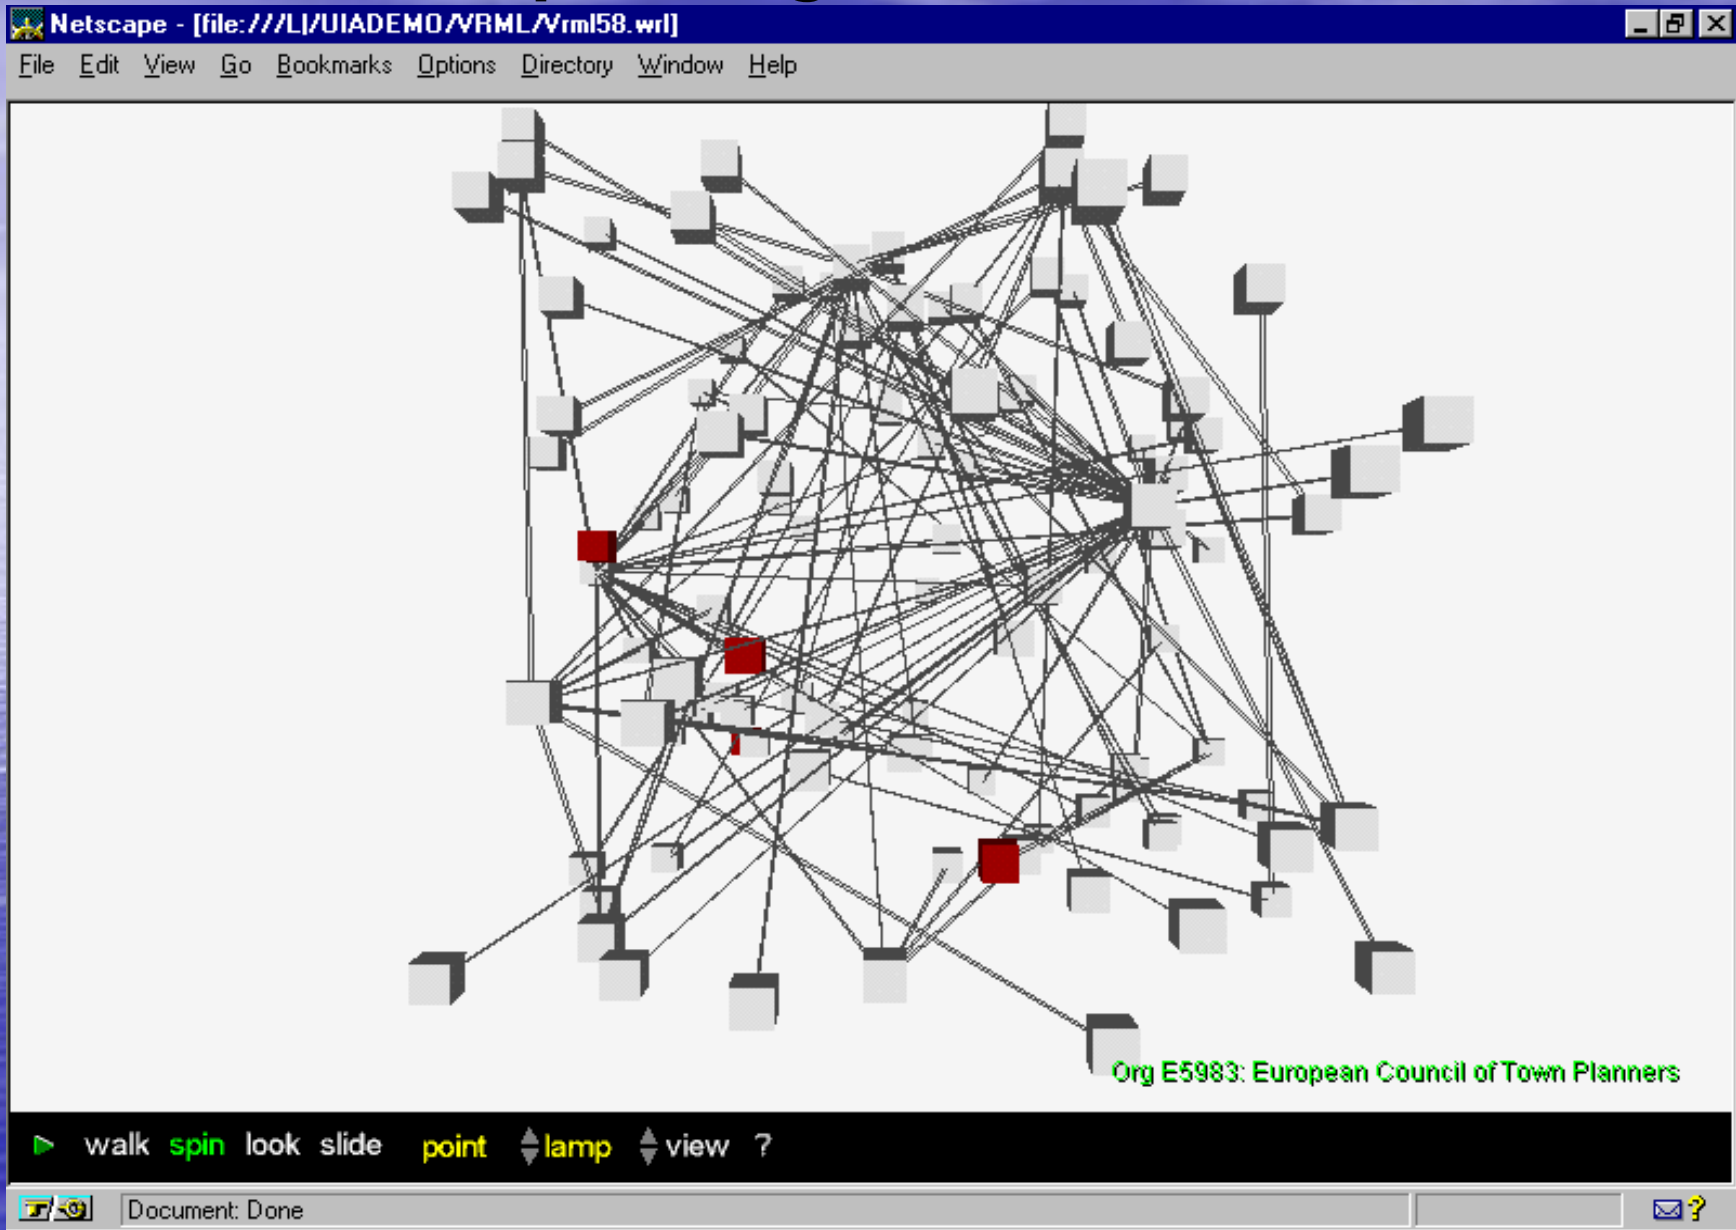 Netscape - [file:///L|/UIADEMO/VRML/Vrml58.wrl]
File Edit View Go Bookmarks Options Directory Window Help
Org E5983: European Council of Town Planners
walk spin look slide point lamp view ?
Document: Done